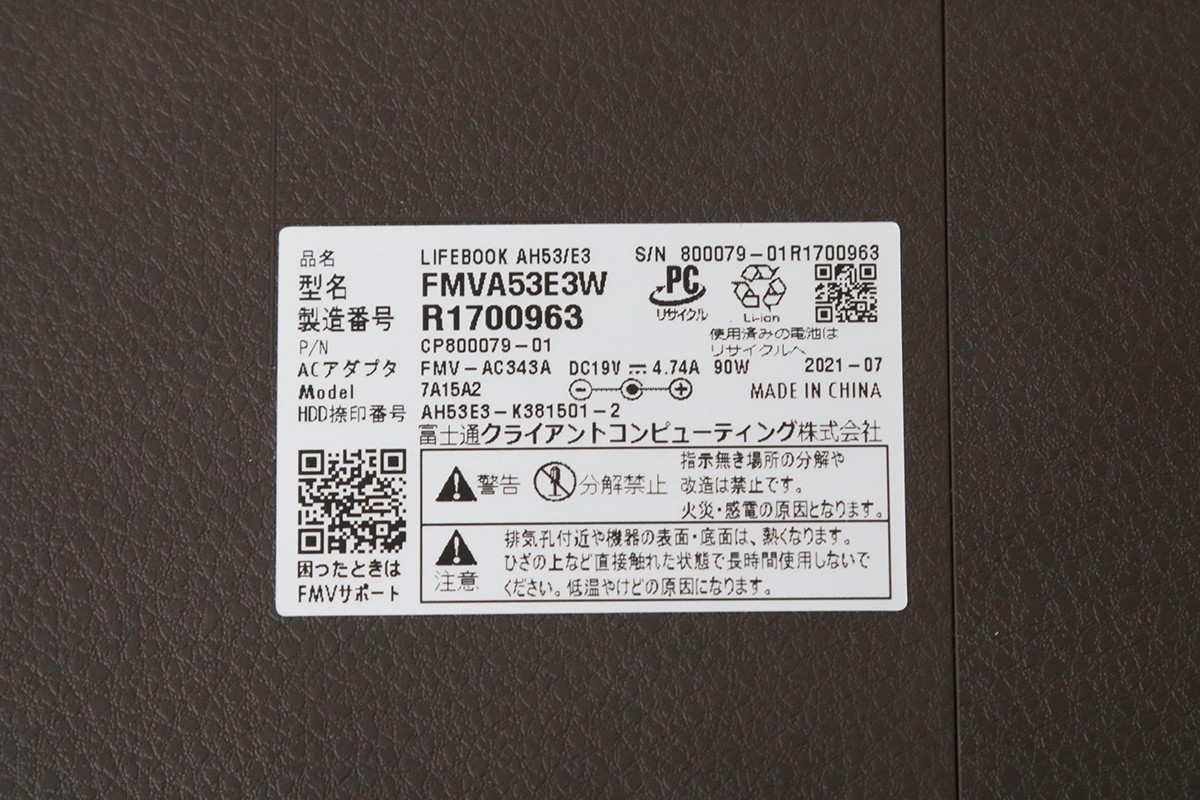 品名 LIFEBOOK AH53/E3 S/N 800079-01R1700963
型名 FMVA53E3W
製造番号 R1700963
PC
リサイクル
Li-ion
使用済みの電池は
リサイクルへ
P/N CP800079-01
ACアダプタ FMV-AC343A DC19V 4.74A 90W 2021-07
Model 7A15A2 MADE IN CHINA
HDD捺印番号 AH53E3-K381501-2
富士通クライアントコンピューティング株式会社
警告 分解禁止
指示無き場所の分解や
改造は禁止です。
火災・感電の原因となります。
注意
排気孔付近や機器の表面・底面は、熱くなります。
ひざの上など直接触れた状態で長時間使用しないで
ください。低温やけどの原因になります。
困ったときは
FMVサポート